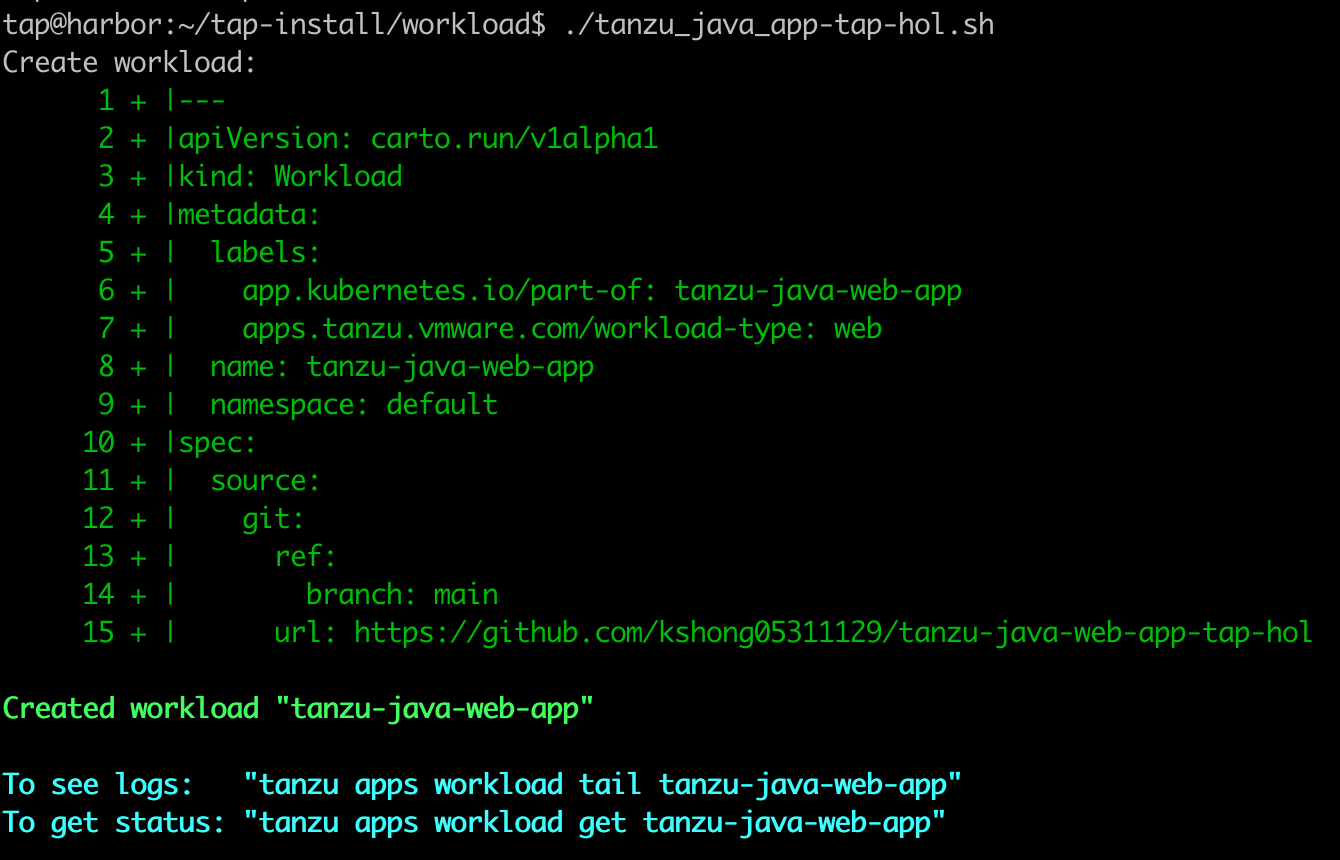 tap@harbor:~/tap-install/workload$ ./tanzu_java_app-tap-hol.sh
Create workload:
      1 + |---
      2 + |apiVersion: carto.run/v1alpha1
      3 + |kind: Workload
      4 + |metadata:
      5 + |  labels:
      6 + |    app.kubernetes.io/part-of: tanzu-java-web-app
      7 + |    apps.tanzu.vmware.com/workload-type: web
      8 + |  name: tanzu-java-web-app
      9 + |  namespace: default
     10 + |spec:
     11 + |  source:
     12 + |    git:
     13 + |      ref:
     14 + |        branch: main
     15 + |      url: https://github.com/kshong05311129/tanzu-java-web-app-tap-hol
Created workload "tanzu-java-web-app"
To see logs:   "tanzu apps workload tail tanzu-java-web-app"
To get status: "tanzu apps workload get tanzu-java-web-app"